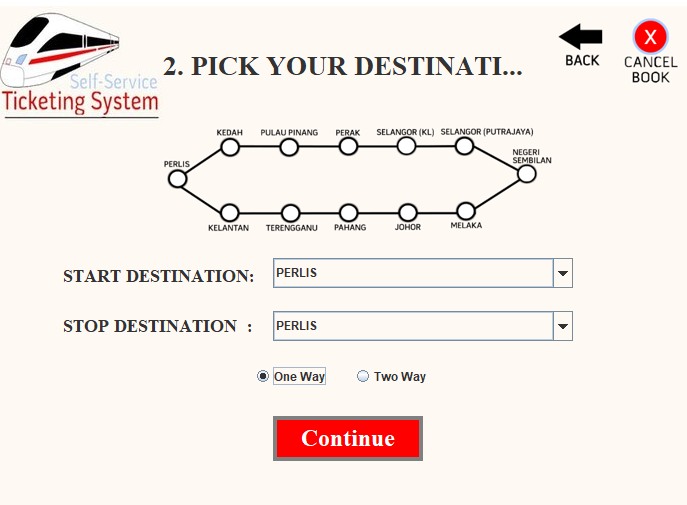 Self-Service
Ticketing System
2. PICK YOUR DESTINATI...
BACK
X
CANCEL
BOOK
KEDAH PULAU PINANG PERAK SELANGOR (KL) SELANGOR (PUTRAJAYA)
NEGERI
SEMBILAN
PERLIS
KELANTAN TERENGGANU PAHANG JOHOR MELAKA
START DESTINATION: PERLIS
STOP DESTINATION : PERLIS
One Way Two Way
Continue